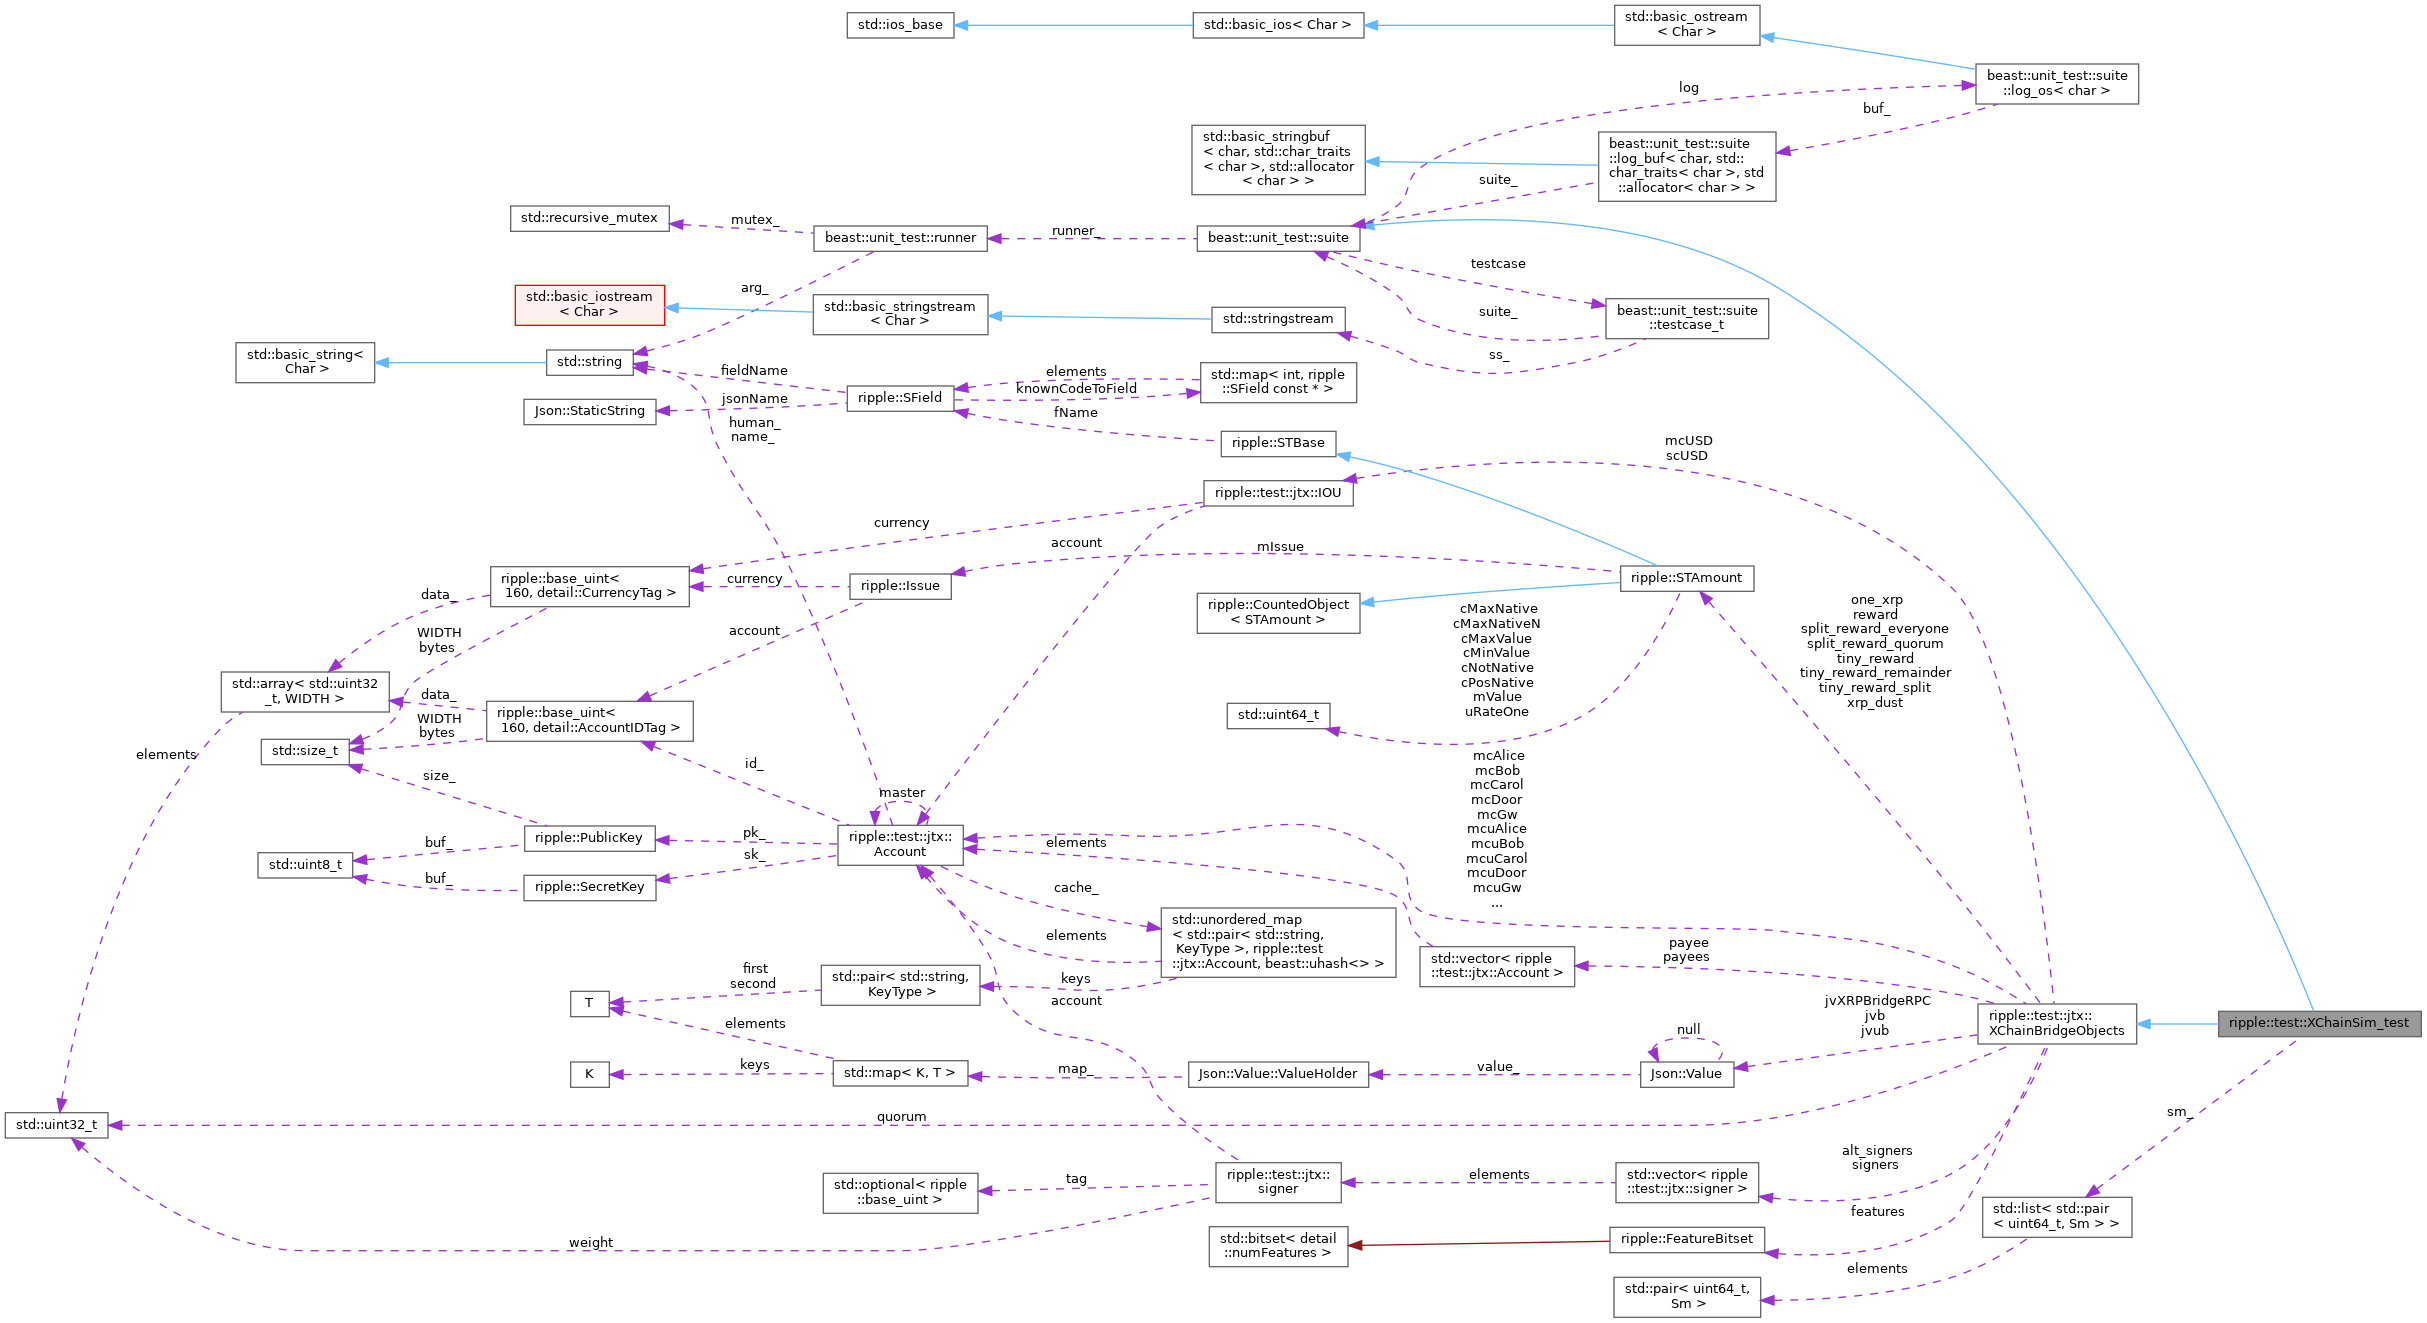 std::ios_base
std::basic_ios< Char >
std::basic_ostream
< Char >
beast::unit_test::suite
::log_os< char >
log
buf_
std::basic_stringbuf
< char, std::char_traits
< char >, std::allocator
< char > >
beast::unit_test::suite
::log_buf< char, std::
char_traits< char >, std
::allocator< char > >
suite_
std::recursive_mutex
mutex_
beast::unit_test::runner
runner_
beast::unit_test::suite
testcase
arg_
std::basic_iostream
< Char >
std::basic_stringstream
< Char >
std::stringstream
suite_
beast::unit_test::suite
::testcase_t
ss_
std::basic_string<
Char >
std::string
fieldName
jsonName
Json::StaticString
ripple::SField
elements
knownCodeToField
std::map< int, ripple
::SField const * >
fName
human_
name_
ripple::STBase
mcUSD
scUSD
ripple::test::jtx::IOU
currency
account
mIssue
ripple::base_uint<
160, detail::CurrencyTag >
currency
ripple::Issue
ripple::STAmount
data_
WIDTH
bytes
account
ripple::CountedObject
< STAmount >
cMaxNative
cMaxNativeN
cMaxValue
cMinValue
cNotNative
cPosNative
mValue
uRateOne
one_xrp
reward
split_reward_everyone
split_reward_quorum
tiny_reward
tiny_reward_remainder
tiny_reward_split
xrp_dust
std::array< std::uint32
_t, WIDTH >
data_
WIDTH
bytes
ripple::base_uint<
160, detail::AccountIDTag >
std::uint64_t
elements
std::size_t
size_
id_
master
mcAlice
mcBob
mcCarol
mcDoor
mcGw
mcuAlice
mcuBob
mcuCarol
mcuDoor
mcuGw
...
ripple::PublicKey
pk_
ripple::test::jtx::
Account
elements
std::uint8_t
buf_
buf_
ripple::SecretKey
sk_
cache_
elements
std::unordered_map
< std::pair< std::string,
KeyType >, ripple::test
::jtx::Account, beast::uhash<> >
keys
std::vector< ripple
::test::jtx::Account >
payee
payees
T
first
second
std::pair< std::string,
KeyType >
account
jvXRPBridgeRPC
jvb
jvub
ripple::test::jtx::
XChainBridgeObjects
ripple::test::XChainSim_test
elements
K
keys
std::map< K, T >
map_
Json::Value::ValueHolder
value_
null
Json::Value
std::uint32_t
quorum
sm_
alt_signers
signers
std::optional< ripple
::base_uint >
tag
ripple::test::jtx::
signer
elements
std::vector< ripple
::test::jtx::signer >
weight
features
std::list< std::pair
< uint64_t, Sm > >
std::bitset< detail
::numFeatures >
ripple::FeatureBitset
elements
std::pair< uint64_t,
Sm >